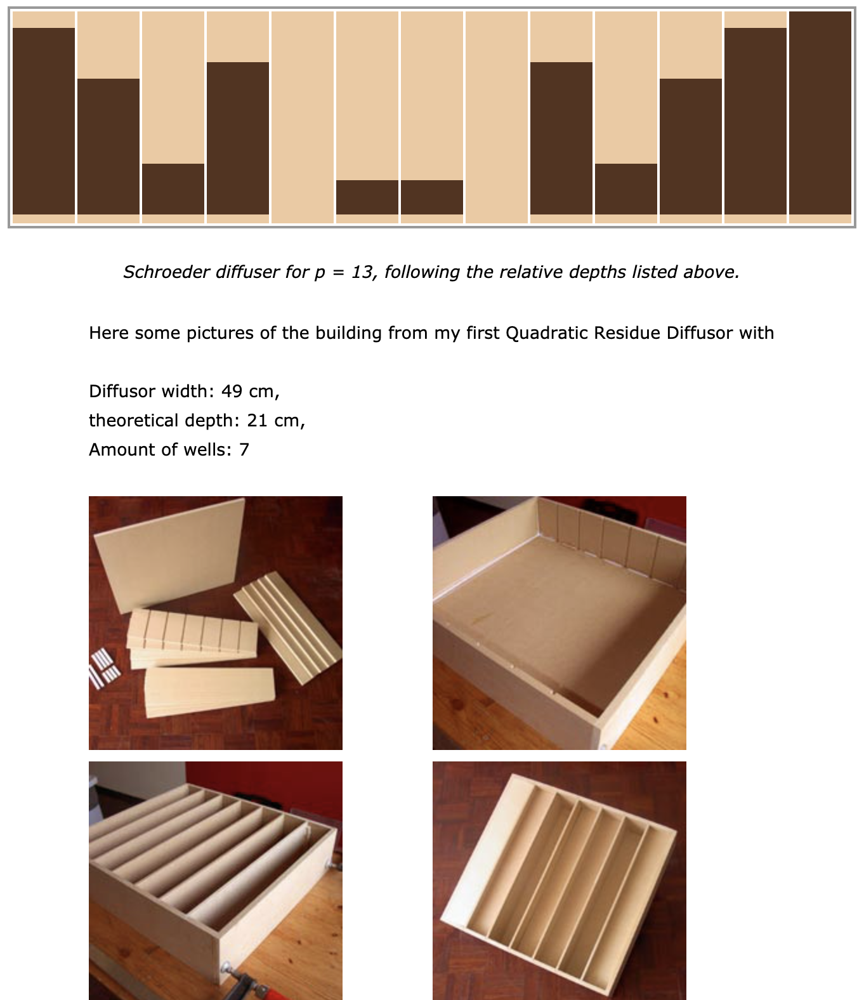 Schroeder diffuser for p = 13, following the relative depths listed above.
Here some pictures of the building from my first Quadratic Residue Diffusor with
Diffusor width: 49 cm,
theoretical depth: 21 cm,
Amount of wells: 7